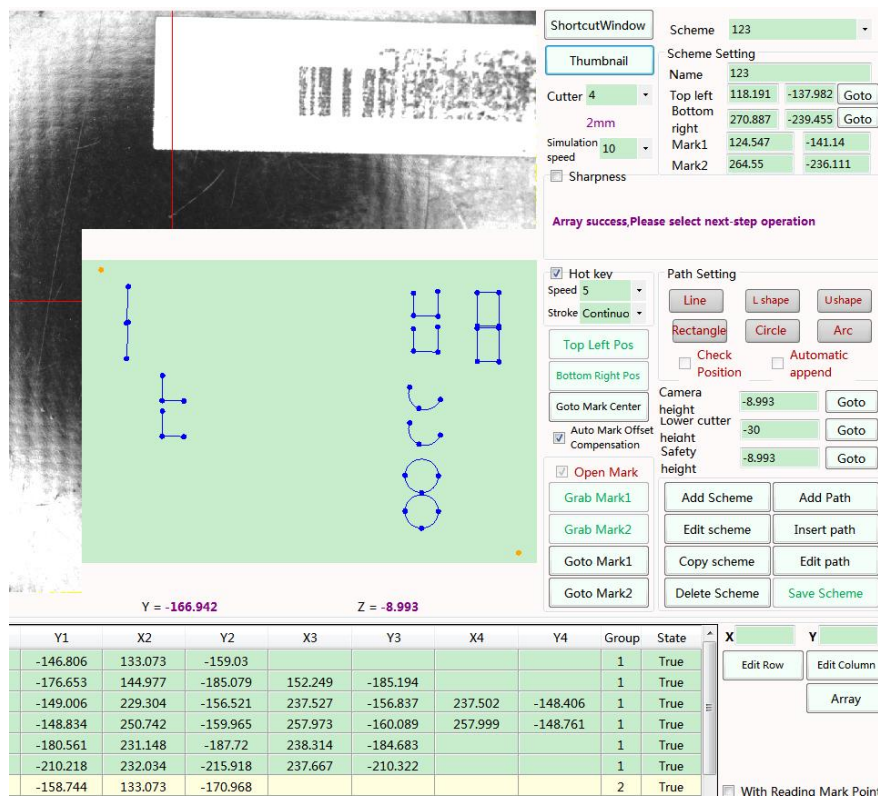 ShortcutWindow
Scheme 123
Thumbnail
Scheme Setting
Name 123
Cutter 4
Top left 118.191 -137.982 Goto
2mm
Bottom right 270.887 -239.455 Goto
Simulation speed 10
Mark1 124.547 -141.14
Mark2 264.55 -236.111
Sharpness
Array success,Please select next-step operation
Hot key
Path Setting
Speed 5
Line L shape U shape
Stroke Continuo
Rectangle Circle Arc
Top Left Pos
Check Position
Automatic append
Bottom Right Pos
Camera height -8.993 Goto
Goto Mark Center
Lower cutter height -30 Goto
Auto Mark Offset Compensation
Safety height -8.993 Goto
Open Mark
Grab Mark1
Add Scheme Add Path
Grab Mark2
Edit scheme Insert path
Goto Mark1
Copy scheme Edit path
Goto Mark2
Delete Scheme Save Scheme
Y = -166.942 Z = -8.993
Y1 X2 Y2 X3 Y3 X4 Y4 Group State
-146.806 133.073 -159.03 1 True
-176.653 144.977 -185.079 152.249 -185.194 1 True
-149.006 229.304 -156.521 237.527 -156.837 237.502 -148.406 1 True
-148.834 250.742 -159.965 257.973 -160.089 257.999 -148.761 1 True
-180.561 231.148 -187.72 238.314 -184.683 1 True
-210.218 232.034 -215.918 237.667 -210.322 1 True
-158.744 133.073 -170.968 2 True
X Y
Edit Row Edit Column
Array
With Reading Mark Point